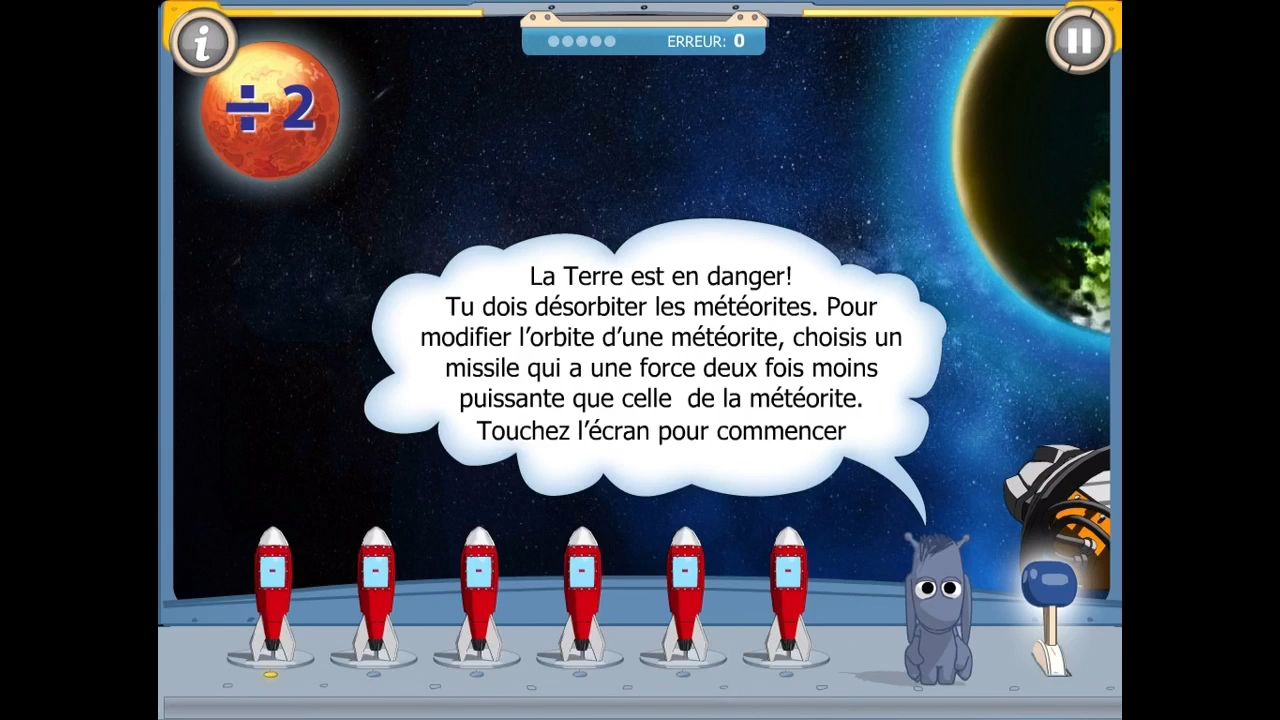 ERREUR: 0
÷ 2
La Terre est en danger!
Tu dois désorbiter les météorites. Pour
modifier l'orbite d'une météorite, choisis un
missile qui a une force deux fois moins
puissante que celle  de la météorite.
Touchez l'écran pour commencer